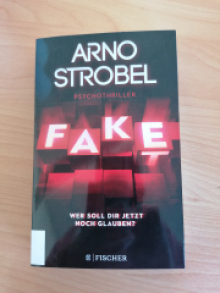 ARNO
STROBEL
PSYCHOTHRILLER
FAKE
WER SOLL DIR JETZT
NOCH GLAUBEN?
FISCHER